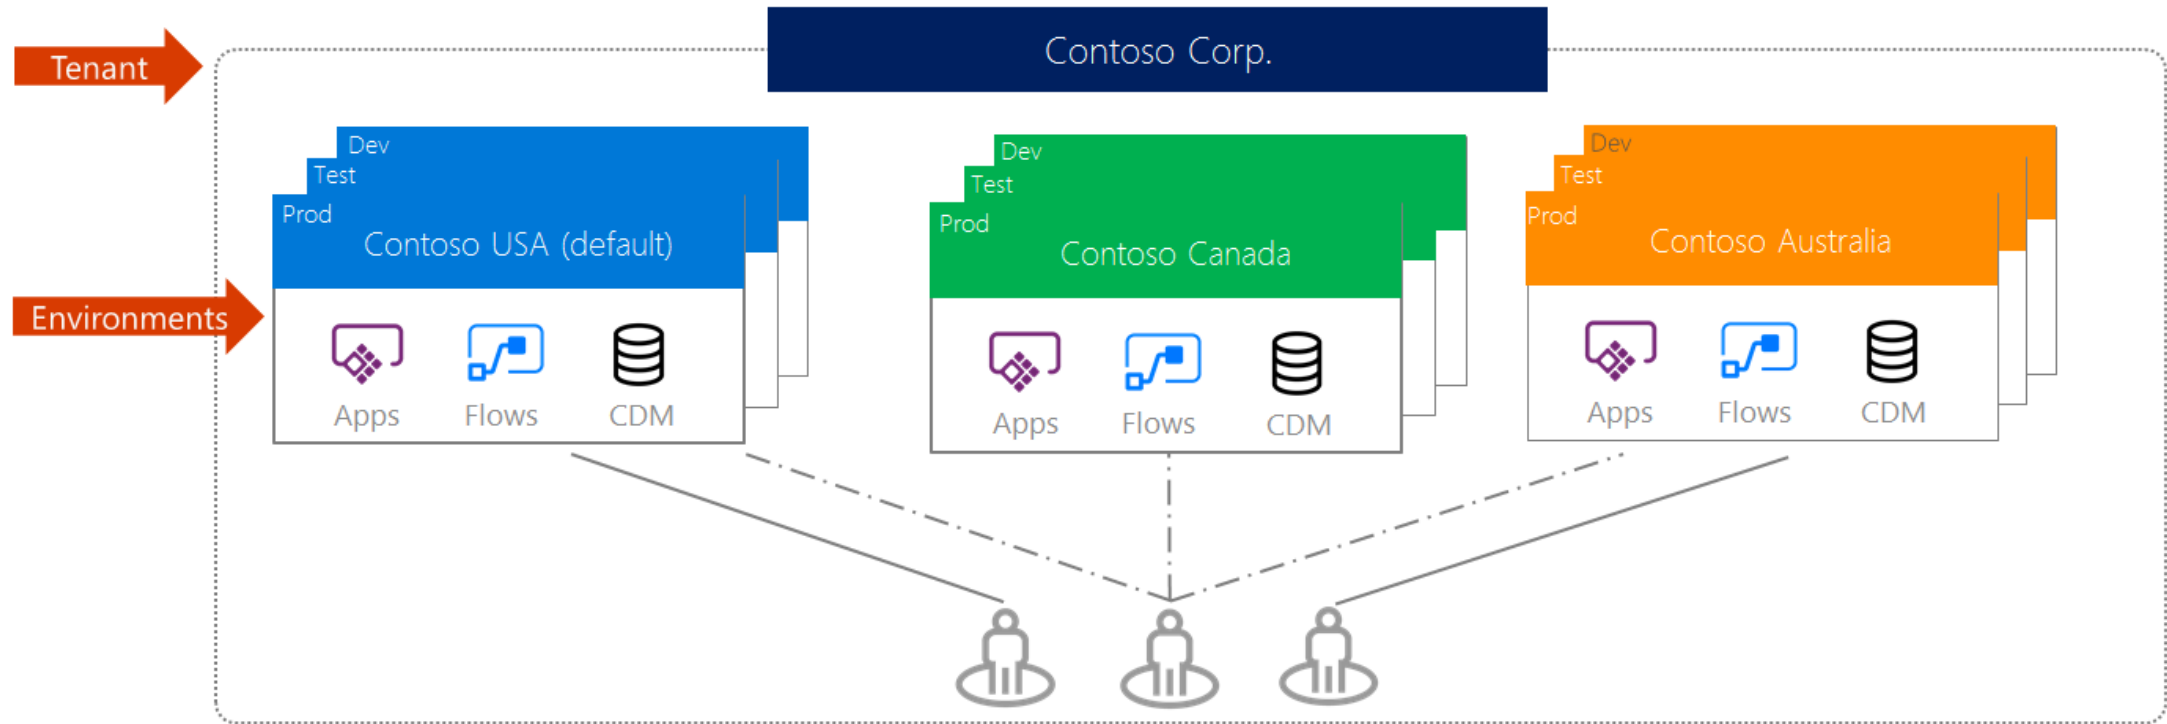 Contoso Corp.
Tenant
Environments
Dev
Test
Prod
Contoso USA (default)
Apps Flows CDM
Dev
Test
Prod
Contoso Canada
Apps Flows CDM
Dev
Test
Prod
Contoso Australia
Apps Flows CDM